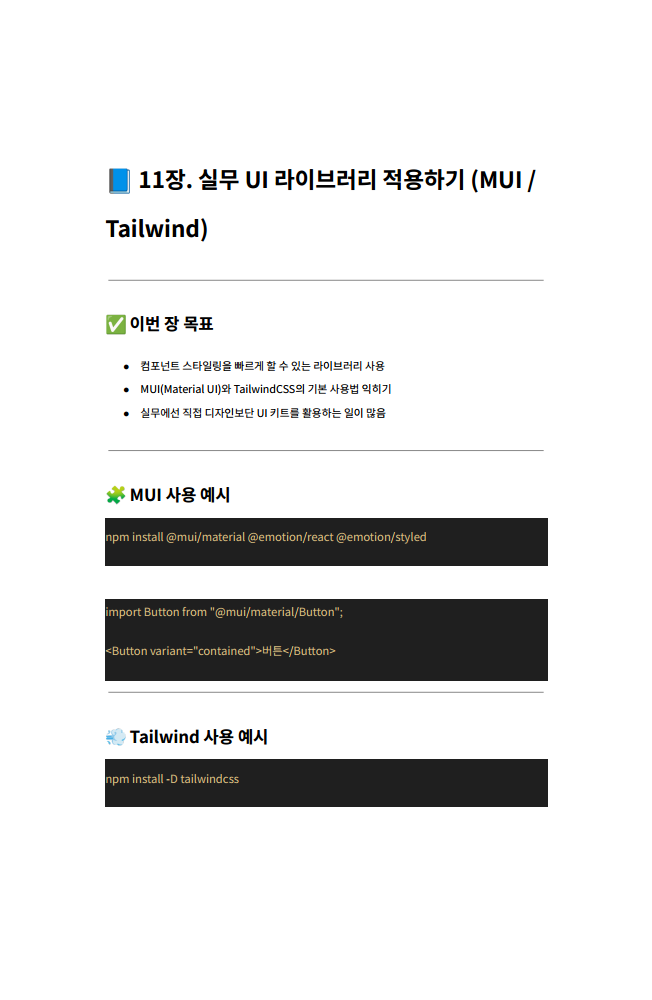 📘 11장. 실무 UI 라이브러리 적용하기 (MUI /
Tailwind)
✅ 이번 장 목표
● 컴포넌트 스타일링을 빠르게 할 수 있는 라이브러리 사용
● MUI(Material UI)와 TailwindCSS의 기본 사용법 익히기
● 실무에선 직접 디자인보단 UI 키트를 활용하는 일이 많음
🧩 MUI 사용 예시
npm install @mui/material @emotion/react @emotion/styled
import Button from "@mui/material/Button";
<Button variant="contained">버튼</Button>
💨 Tailwind 사용 예시
npm install -D tailwindcss